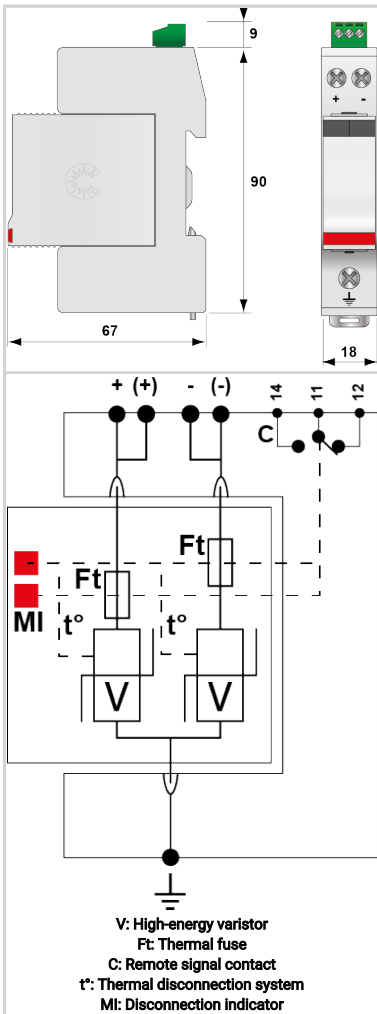 9
90
67
+ -
18
+ (+) - (-)
14 11 12
C
Ft
-
Ft
MI
t° t°
V V
V: High-energy varistor
Ft: Thermal fuse
C: Remote signal contact
t°: Thermal disconnection system
MI: Disconnection indicator